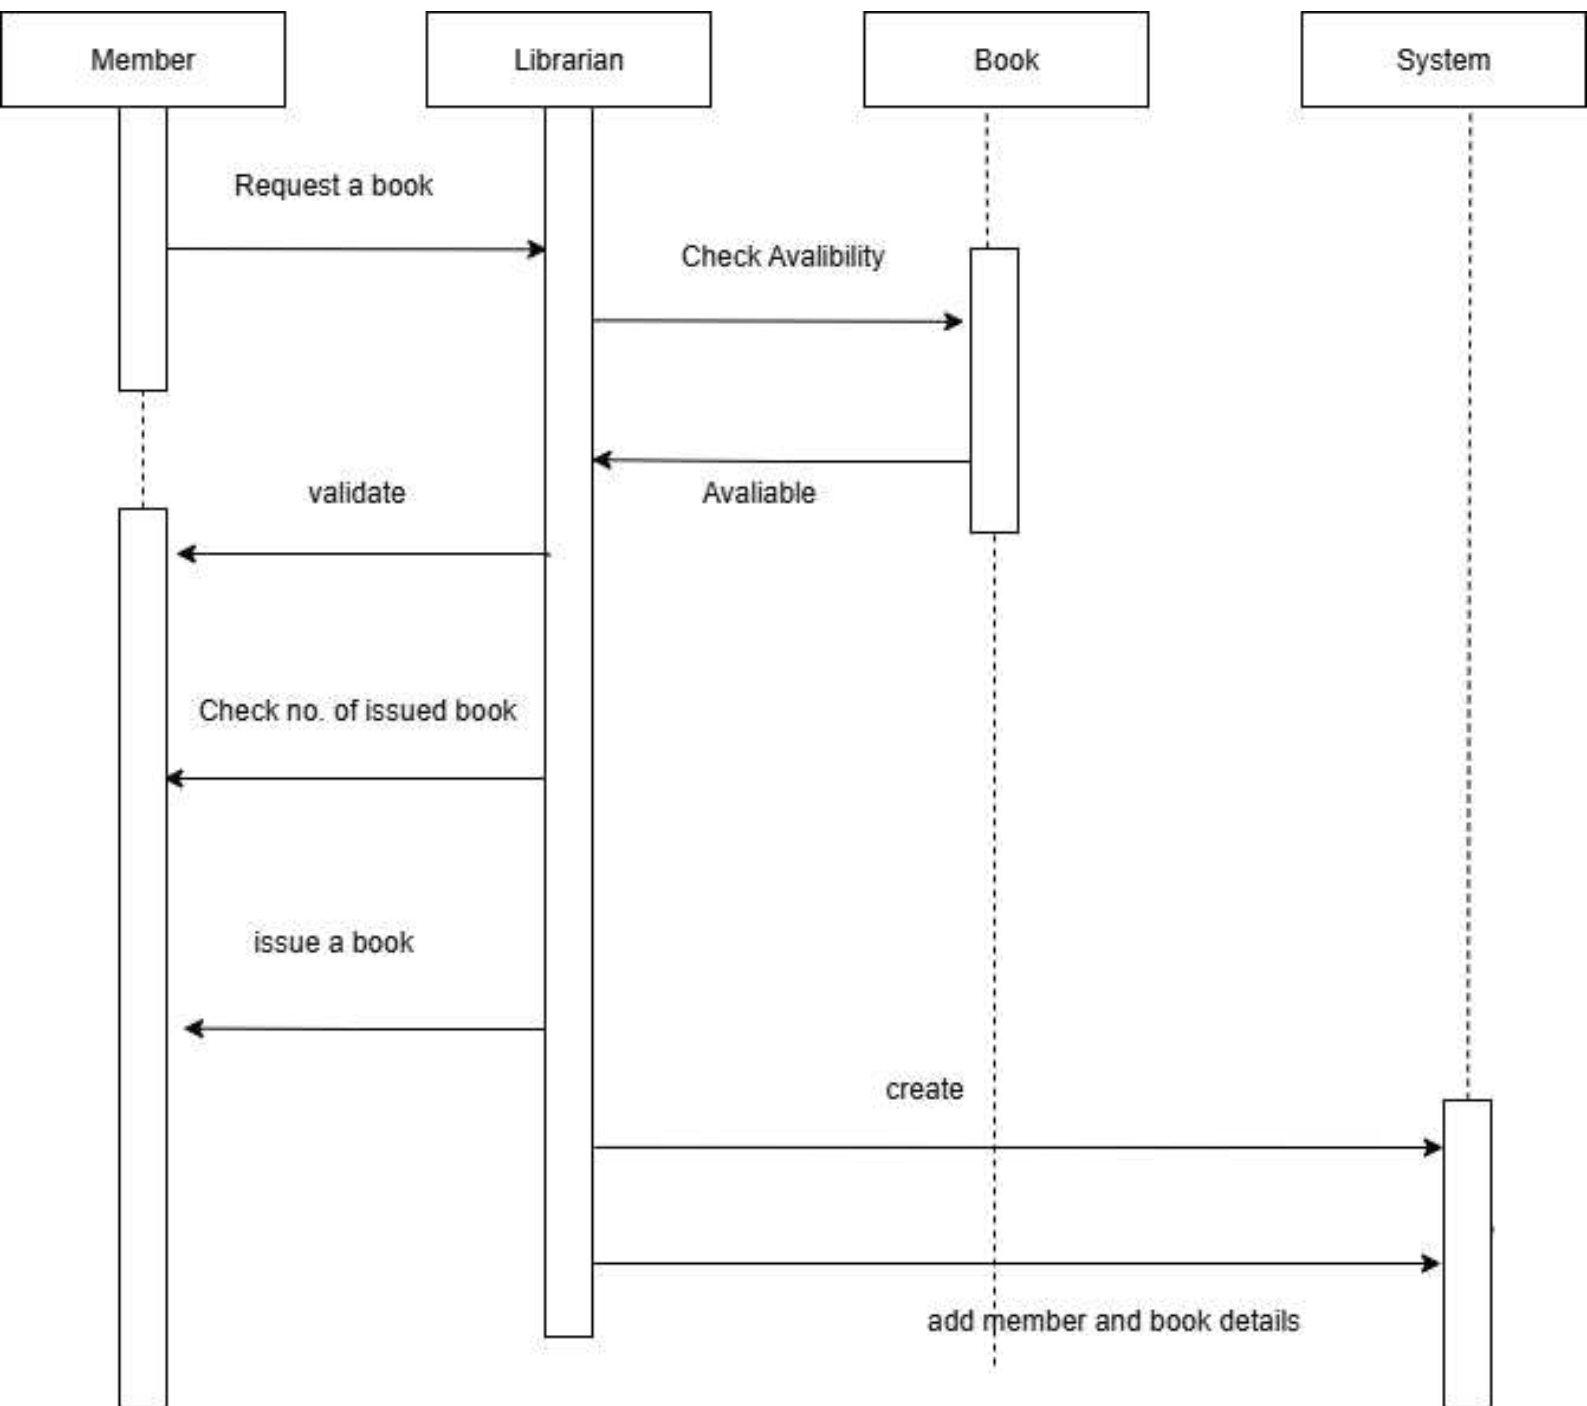 Member
Librarian
Book
System
Request a book
Check Avalibility
validate
Avaliable
Check no. of issued book
issue a book
create
add member and book details